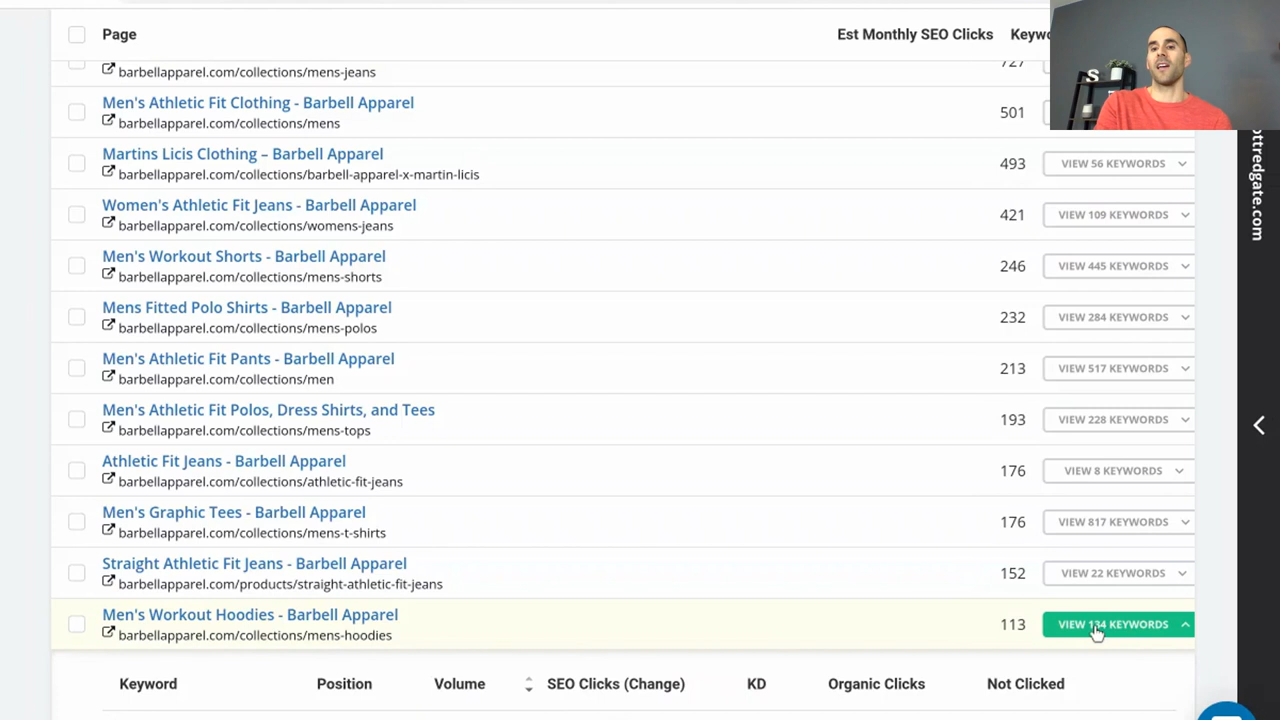 Page Est Monthly SEO Clicks Keywo
727
barbellapparel.com/collections/mens-jeans
Men's Athletic Fit Clothing - Barbell Apparel
barbellapparel.com/collections/mens
501
Martins Licis Clothing – Barbell Apparel
barbellapparel.com/collections/barbell-apparel-x-martin-licis
493 VIEW 56 KEYWORDS
Women's Athletic Fit Jeans - Barbell Apparel
barbellapparel.com/collections/womens-jeans
421 VIEW 109 KEYWORDS
Men's Workout Shorts - Barbell Apparel
barbellapparel.com/collections/mens-shorts
246 VIEW 445 KEYWORDS
Mens Fitted Polo Shirts - Barbell Apparel
barbellapparel.com/collections/mens-polos
232 VIEW 284 KEYWORDS
Men's Athletic Fit Pants - Barbell Apparel
barbellapparel.com/collections/men
213 VIEW 517 KEYWORDS
Men's Athletic Fit Polos, Dress Shirts, and Tees
barbellapparel.com/collections/mens-tops
193 VIEW 228 KEYWORDS
Athletic Fit Jeans - Barbell Apparel
barbellapparel.com/collections/athletic-fit-jeans
176 VIEW 8 KEYWORDS
Men's Graphic Tees - Barbell Apparel
barbellapparel.com/collections/mens-t-shirts
176 VIEW 817 KEYWORDS
Straight Athletic Fit Jeans - Barbell Apparel
barbellapparel.com/products/straight-athletic-fit-jeans
152 VIEW 22 KEYWORDS
Men's Workout Hoodies - Barbell Apparel
barbellapparel.com/collections/mens-hoodies
113 VIEW 134 KEYWORDS
Keyword Position Volume SEO Clicks (Change) KD Organic Clicks Not Clicked
ottredgate.com
S